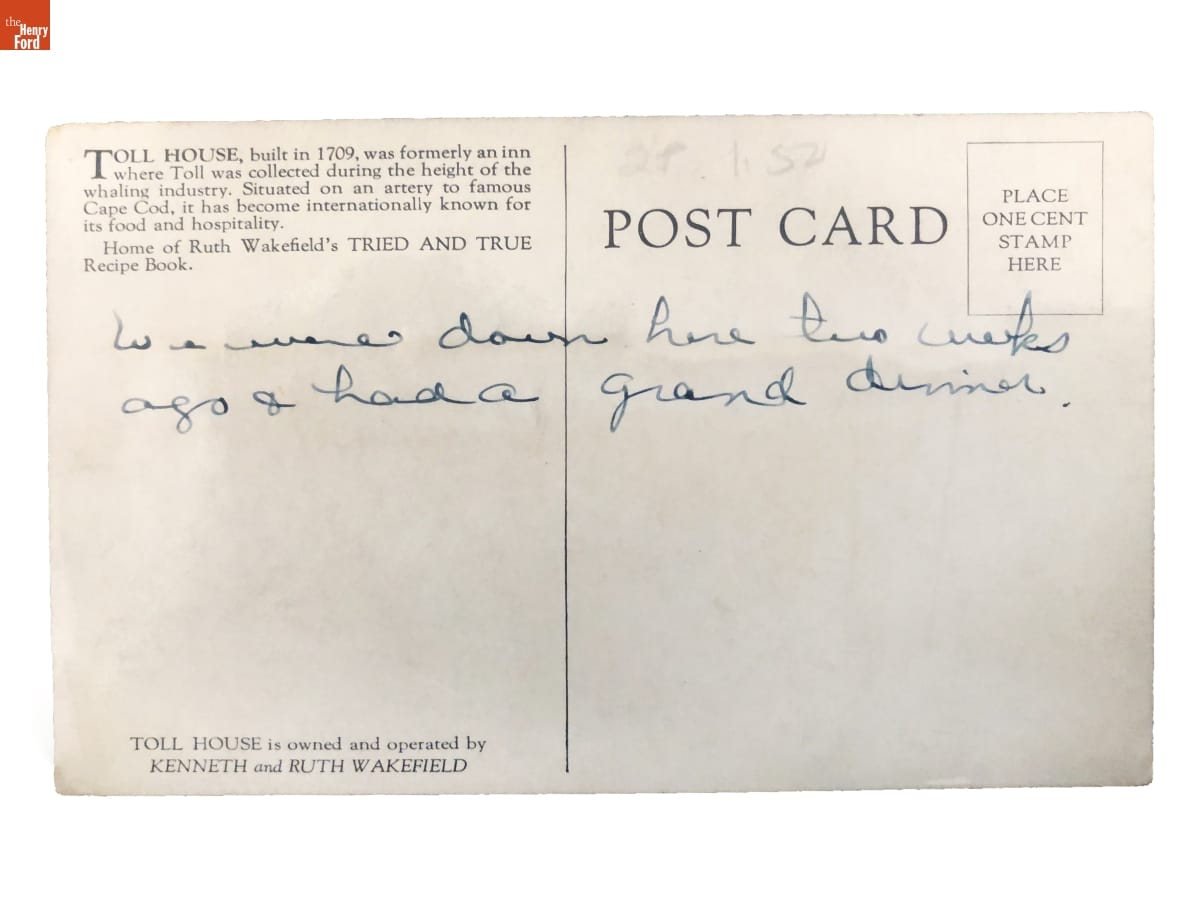 the
Henry
Ford
TOLL HOUSE, built in 1709, was formerly an inn
where Toll was collected during the height of the
whaling industry. Situated on an artery to famous
Cape Cod, it has become internationally known for
its food and hospitality.
Home of Ruth Wakefield's TRIED AND TRUE
Recipe Book.
POST CARD
PLACE
ONE CENT
STAMP
HERE
We were down here two weeks
ago & had a grand dinner.
TOLL HOUSE is owned and operated by
KENNETH and RUTH WAKEFIELD